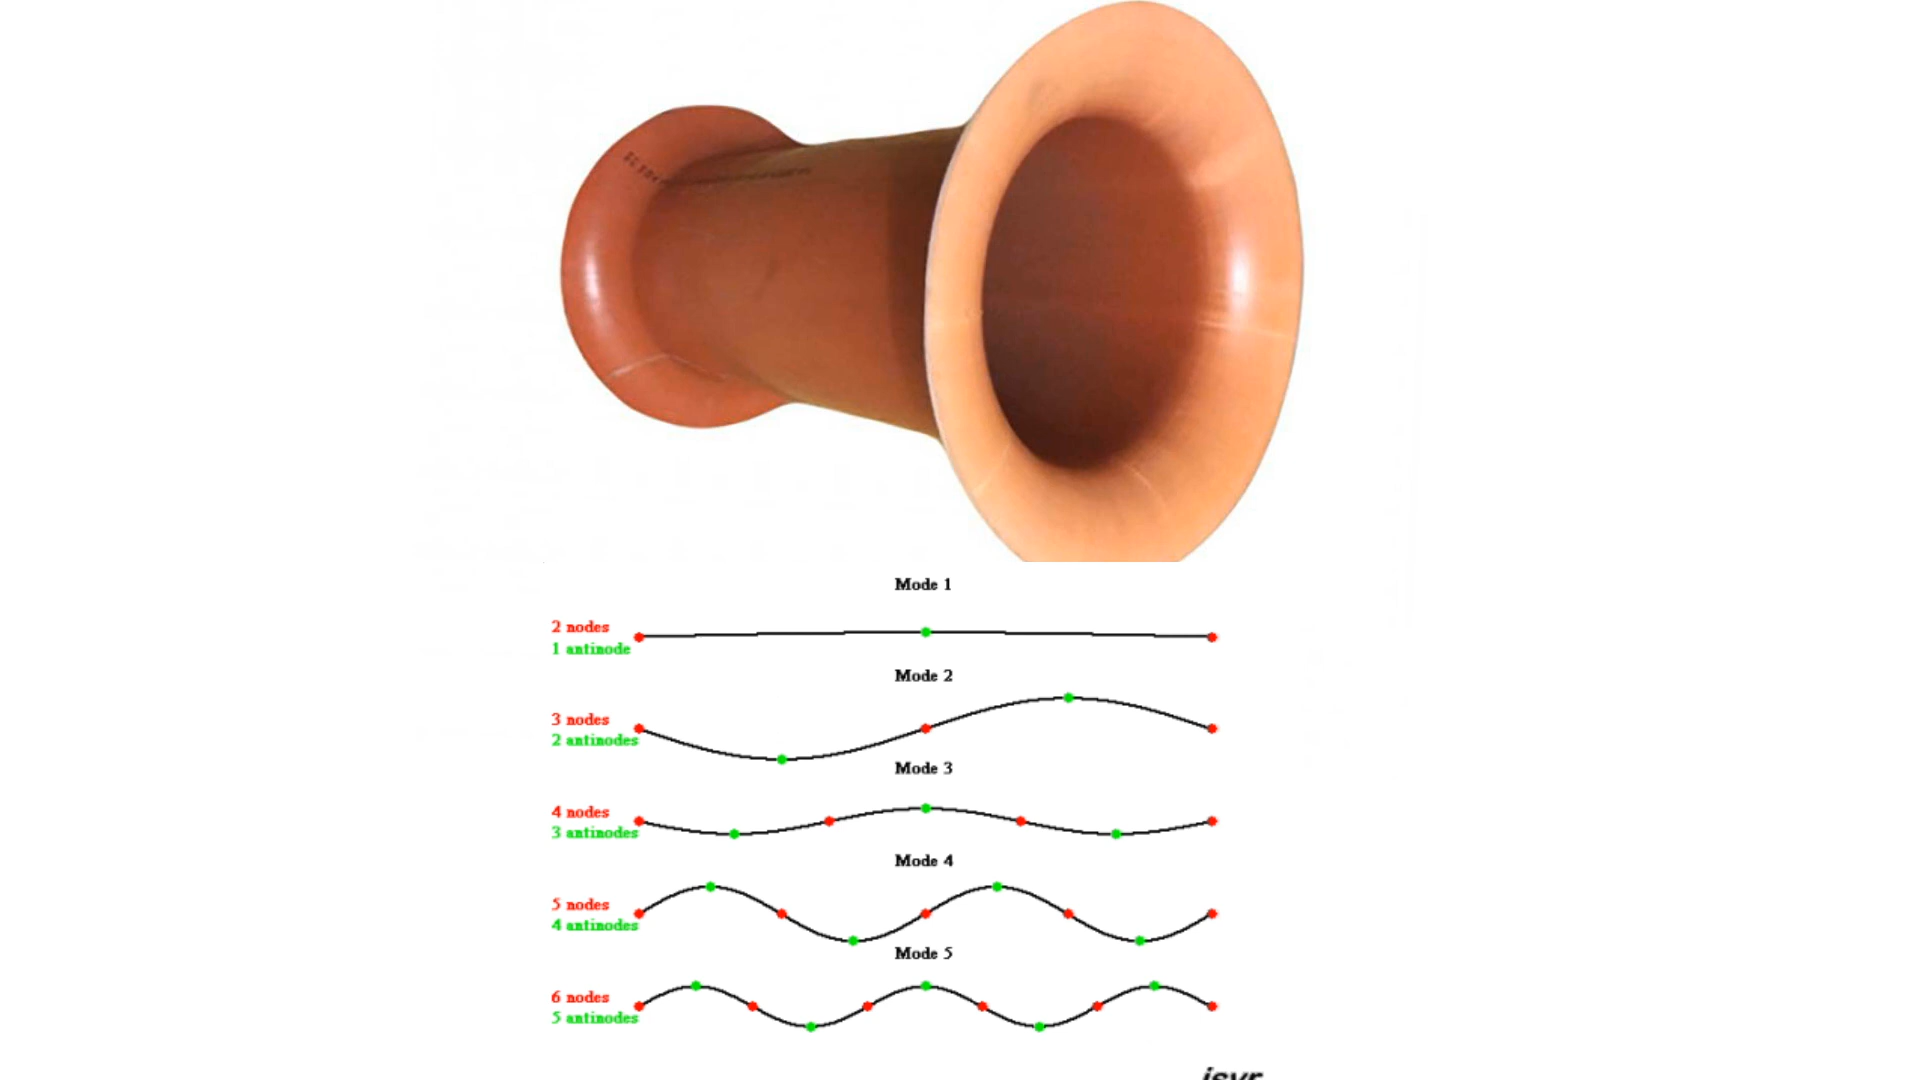 Mode 1
2 nodes
1 antinode
Mode 2
3 nodes
2 antinodes
Mode 3
4 nodes
3 antinodes
Mode 4
5 nodes
4 antinodes
Mode 5
6 nodes
5 antinodes